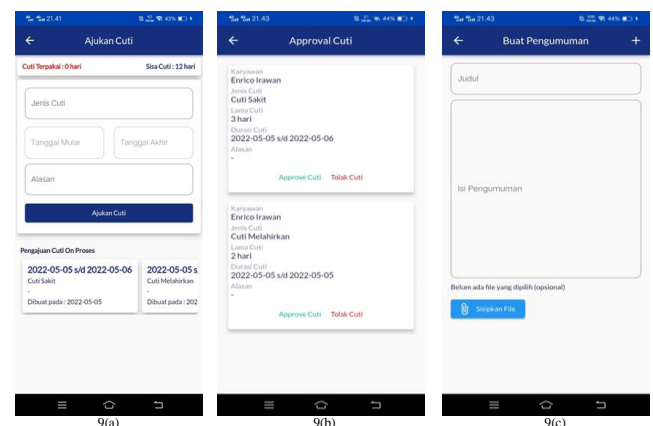 21.41
43%
Ajukan Cuti
Cuti Terpakai : 0 hari
Sisa Cuti : 12 hari
Jenis Cuti
Tanggal Mulai
Tanggal Akhir
Alasan
Ajukan Cuti
Pengajuan Cuti On Proses
2022-05-05 s/d 2022-05-06
Cuti Sakit
-
Dibuat pada : 2022-05-05
2022-05-05 s
Cuti Melahirkan
-
Dibuat pada : 202
9(a)
21.43
44%
Approval Cuti
Karyawan
Enrico Irawan
Jenis Cuti
Cuti Sakit
Lama Cuti
3 hari
Durasi Cuti
2022-05-05 s/d 2022-05-06
Alasan
-
Approve Cuti Tolak Cuti
Karyawan
Enrico Irawan
Jenis Cuti
Cuti Melahirkan
Lama Cuti
2 hari
Durasi Cuti
2022-05-05 s/d 2022-05-05
Alasan
-
Approve Cuti Tolak Cuti
9(b)
21.43
44%
Buat Pengumuman +
Judul
Isi Pengumuman
Belum ada file yang dipilih (opsional)
Sisipkan File
9(c)